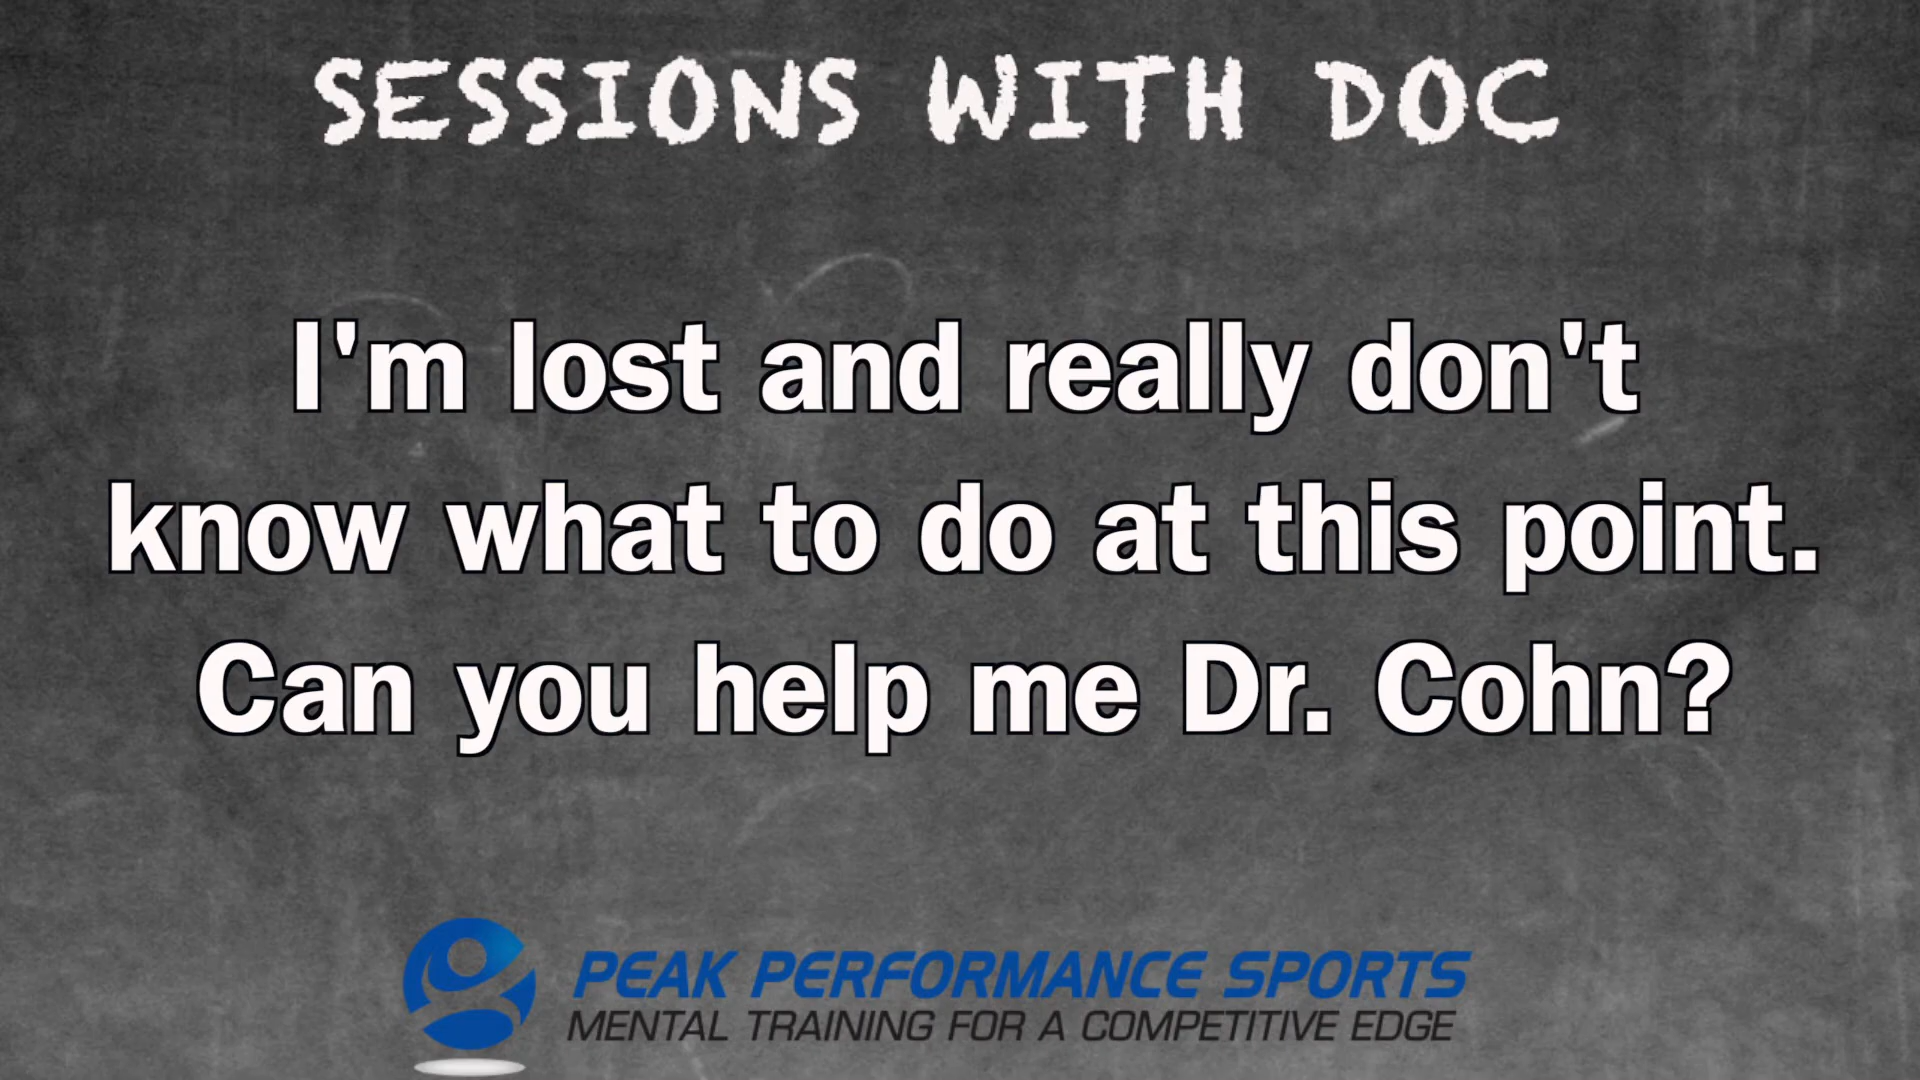 SESSIONS WITH DOC
I'm lost and really don't
know what to do at this point.
Can you help me Dr. Cohn?
PEAK PERFORMANCE SPORTS
MENTAL TRAINING FOR A COMPETITIVE EDGE